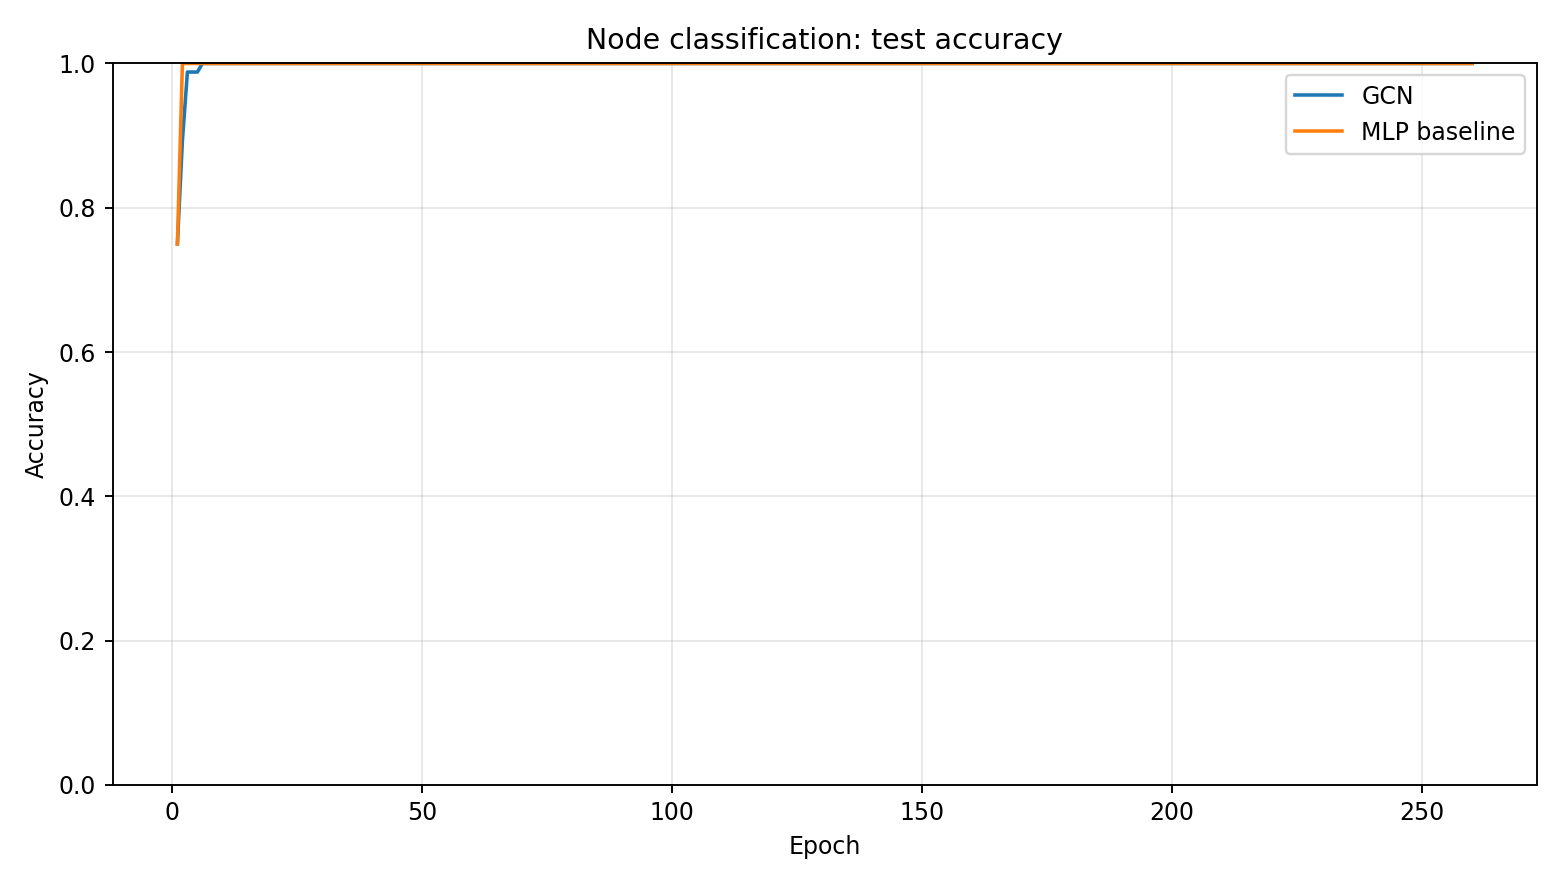 Node classification: test accuracy
1.0
0.8
0.6
0.4
0.2
0.0
Accuracy
GCN
MLP baseline
0 50 100 150 200 250
Epoch